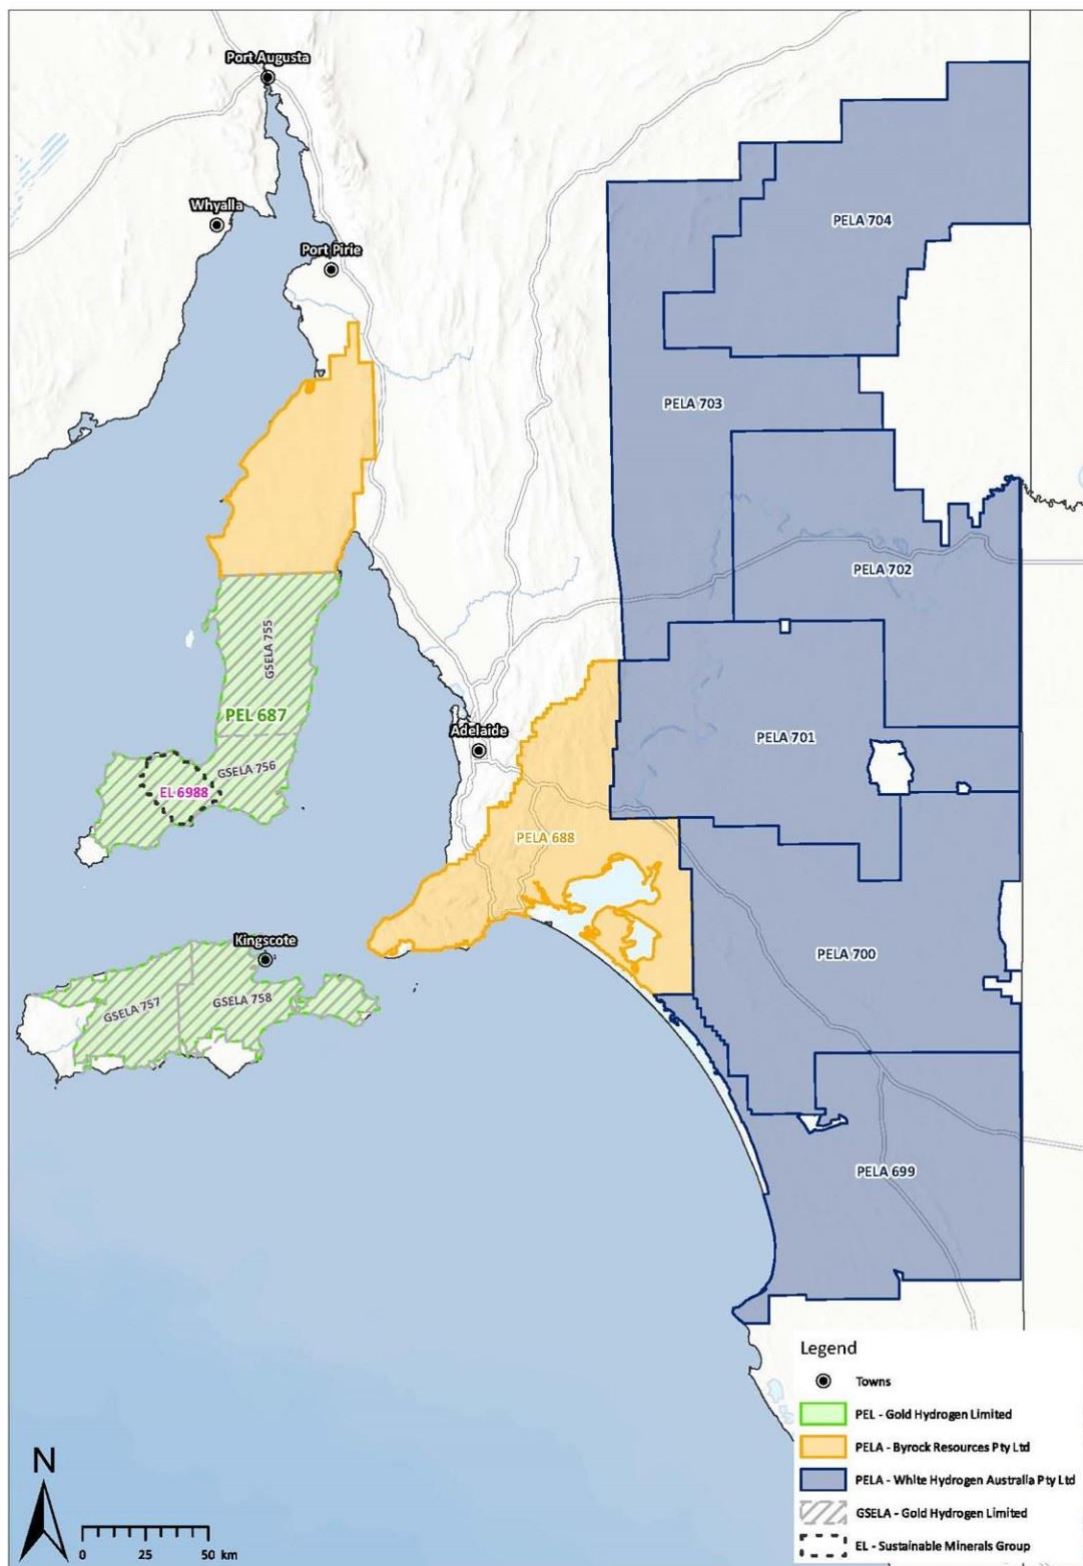 Port Augusta
Whyalla
Port Pirie
PELA 704
PELA 703
PELA 702
GSELA 755
PEL 687
GSELA 756
EL 6988
Adelaide
PELA 701
PELA 688
Kingscote
GSELA 757
GSELA 758
PELA 700
PELA 699
Legend
Towns
PEL - Gold Hydrogen Limited
PELA - Byrock Resources Pty Ltd
PELA - White Hydrogen Australia Pty Ltd
GSELA - Gold Hydrogen Limited
EL - Sustainable Minerals Group
N
0 25 50 km